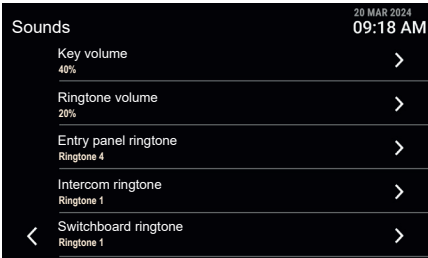 20 MAR 2024
Sounds
09:18 AM
Key volume
40%
Ringtone volume
20%
Entry panel ringtone
Ringtone 4
Intercom ringtone
Ringtone 1
Switchboard ringtone
Ringtone 1